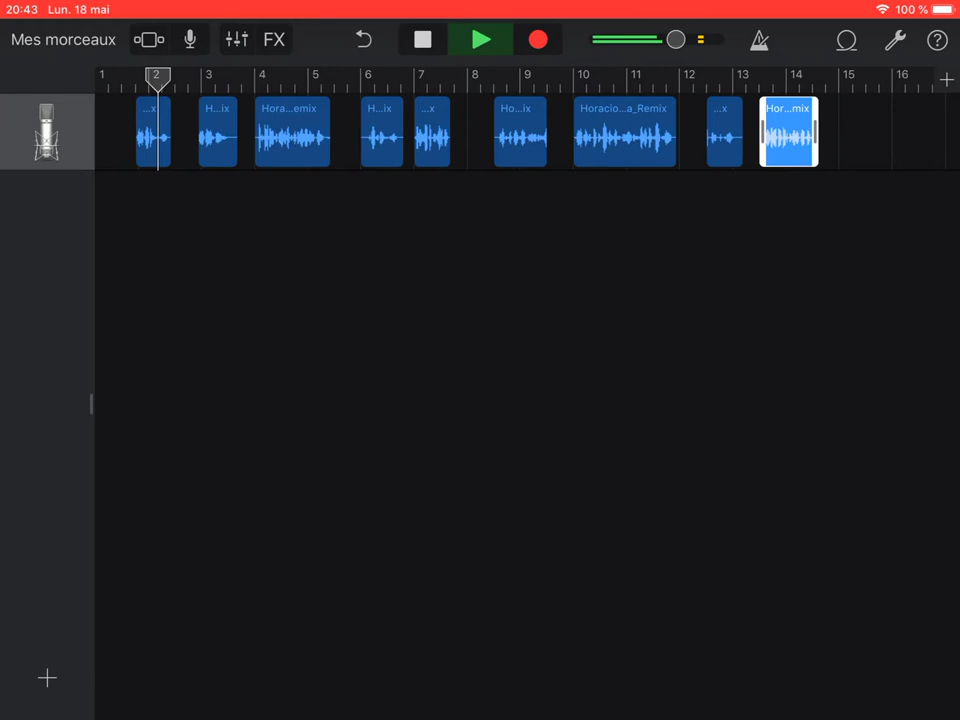 20:43 Lun. 18 mai 100 %
Mes morceaux FX
1 2 3 4 5 6 7 8 9 10 11 12 13 14 15 16
...x H...ix Hora...emix H...ix ...x Ho...ix Horacio...a_Remix ...x Hor...mix